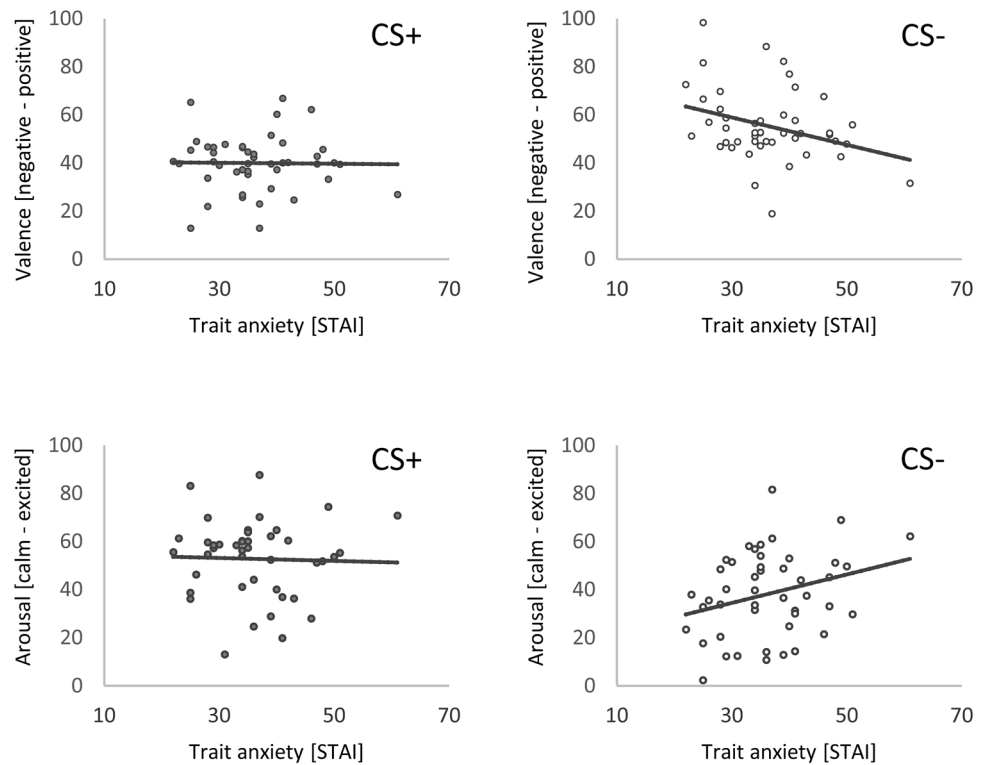 CS+
Valence [negative - positive]
100
80
60
40
20
0
10 30 50 70
Trait anxiety [STAI]
CS-
Valence [negative - positive]
100
80
60
40
20
0
10 30 50 70
Trait anxiety [STAI]
CS+
Arousal [calm - excited]
100
80
60
40
20
0
10 30 50 70
Trait anxiety [STAI]
CS-
Arousal [calm - excited]
100
80
60
40
20
0
10 30 50 70
Trait anxiety [STAI]